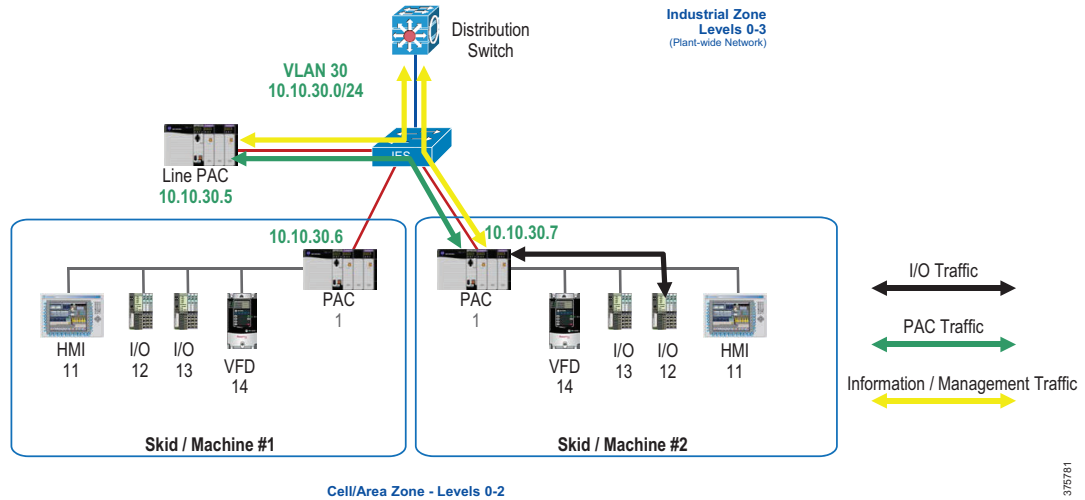 Industrial Zone
Levels 0-3
(Plant-wide Network)
Distribution
Switch
VLAN 30
10.10.30.0/24
IES
Line PAC
10.10.30.5
10.10.30.6
10.10.30.7
PAC
1
PAC
1
HMI
11
I/O
12
I/O
13
VFD
14
VFD
14
I/O
13
I/O
12
HMI
11
Skid / Machine #1
Skid / Machine #2
I/O Traffic
PAC Traffic
Information / Management Traffic
Cell/Area Zone - Levels 0-2
375781